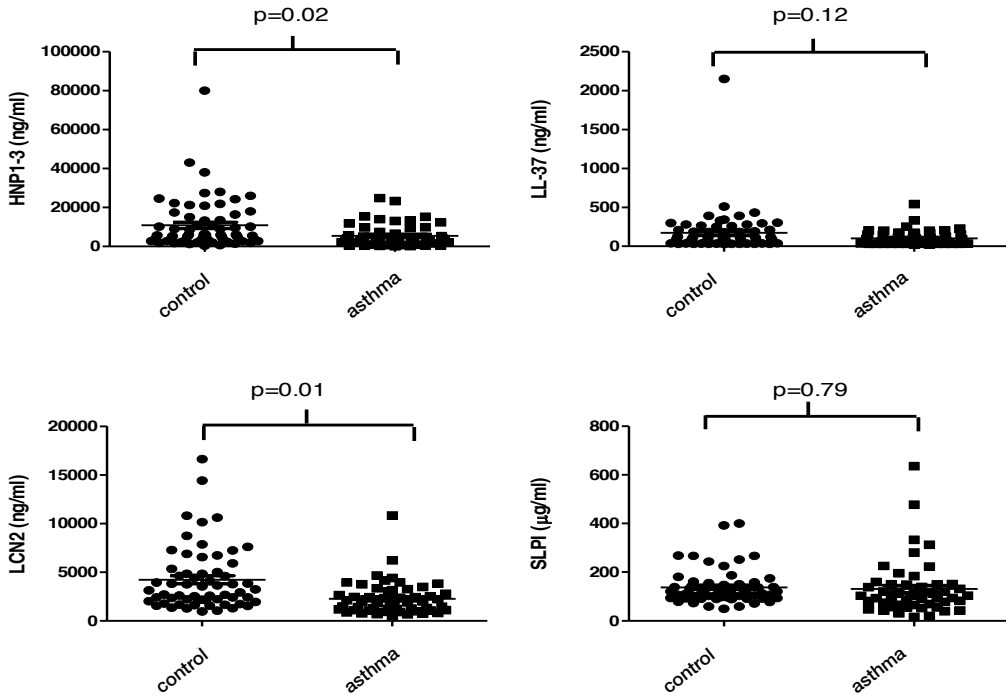 p=0.02
HNP1-3 (ng/ml)
100000
80000
60000
40000
20000
0
control
asthma
p=0.12
LL-37 (ng/ml)
2500
2000
1500
1000
500
0
control
asthma
p=0.01
LCN2 (ng/ml)
20000
15000
10000
5000
0
control
asthma
p=0.79
SLPI (µg/ml)
800
600
400
200
0
control
asthma